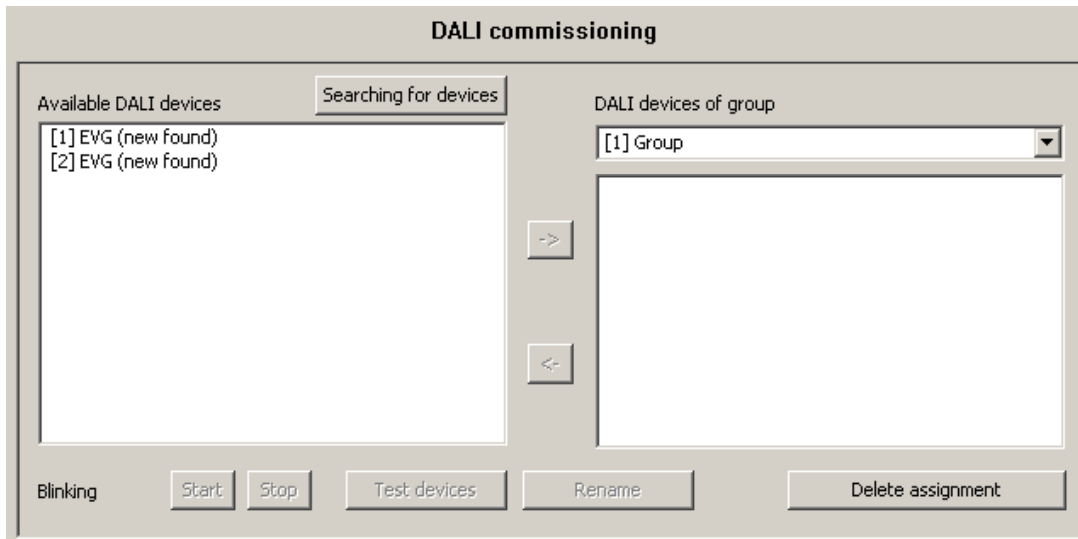 DALI commissioning
Available DALI devices
Searching for devices
[1] EVG (new found)
[2] EVG (new found)
DALI devices of group
[1] Group
->
<-
Blinking
Start
Stop
Test devices
Rename
Delete assignment